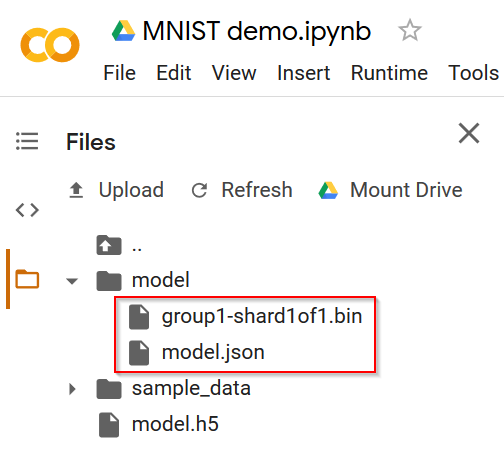 MNIST demo.ipynb
File Edit View Insert Runtime Tools
Files
Upload Refresh Mount Drive
..
model
group1-shard1of1.bin
model.json
sample_data
model.h5